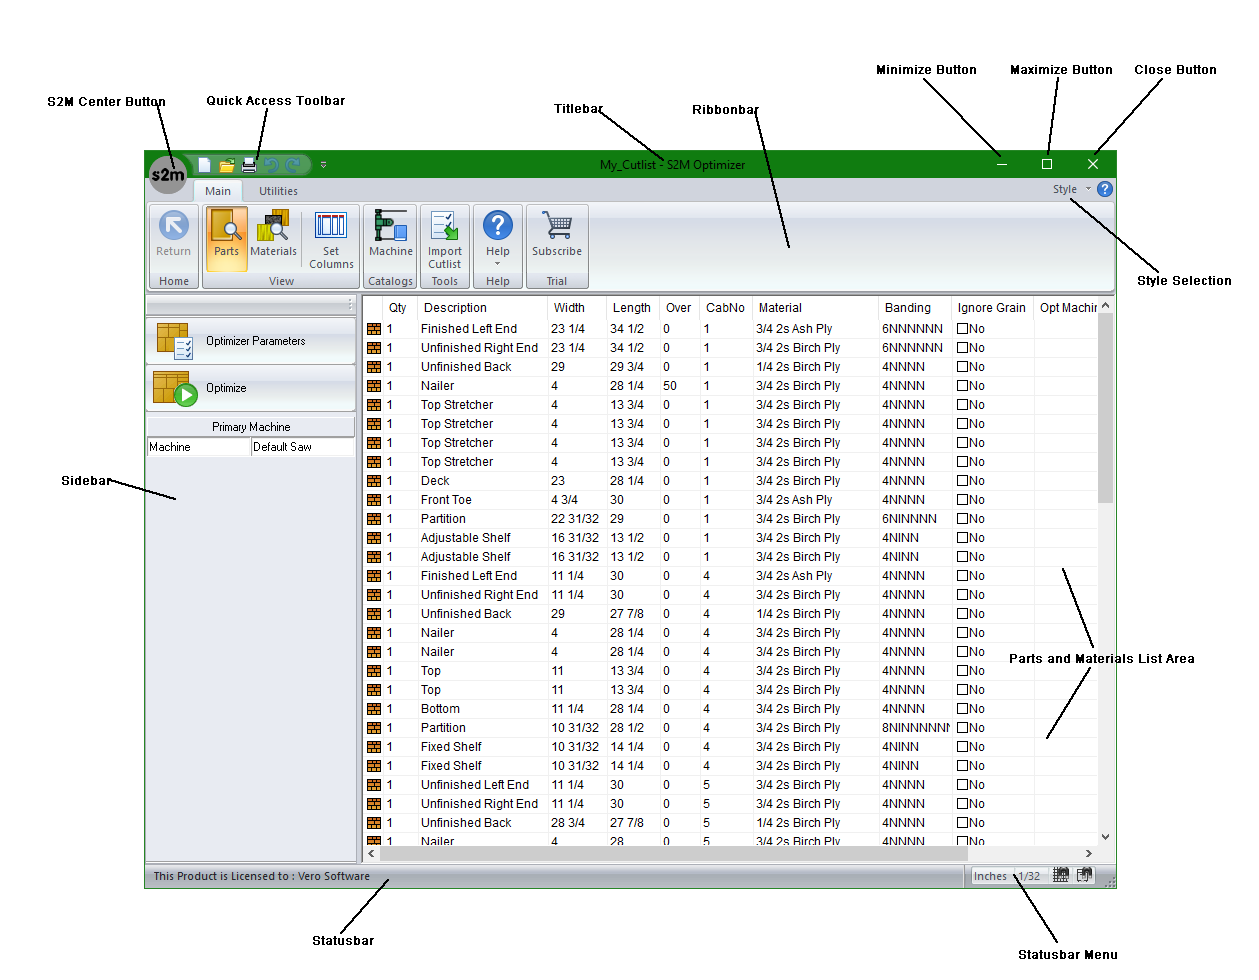 Minimize Button Maximize Button Close Button
S2M Center Button Quick Access Toolbar Titlebar Ribbonbar
My_Cutlist - S2M Optimizer
s2m
Main Utilities Style
Return Parts Materials Set Columns Machine Import Cutlist Help Subscribe
Home View Catalogs Tools Help Trial
Style Selection
Optimizer Parameters
Optimize
Primary Machine
Machine Default Saw
Sidebar
Qty Description Width Length Over CabNo Material Banding Ignore Grain Opt Machin
1 Finished Left End 23 1/4 34 1/2 0 1 3/4 2s Ash Ply 6NNNNNN No
1 Unfinished Right End 23 1/4 34 1/2 0 1 3/4 2s Birch Ply 6NNNNNN No
1 Unfinished Back 29 29 3/4 0 1 1/4 2s Birch Ply 4NNNN No
1 Nailer 4 28 1/4 50 1 3/4 2s Birch Ply 4NNNN No
1 Top Stretcher 4 13 3/4 0 1 3/4 2s Birch Ply 4NNNN No
1 Top Stretcher 4 13 3/4 0 1 3/4 2s Birch Ply 4NNNN No
1 Top Stretcher 4 13 3/4 0 1 3/4 2s Birch Ply 4NNNN No
1 Top Stretcher 4 13 3/4 0 1 3/4 2s Birch Ply 4NNNN No
1 Deck 23 28 1/4 0 1 3/4 2s Birch Ply 4NNNN No
1 Front Toe 4 3/4 30 0 1 3/4 2s Ash Ply 4NNNN No
1 Partition 22 31/32 29 0 1 3/4 2s Birch Ply 6NINNNN No
1 Adjustable Shelf 16 31/32 13 1/2 0 1 3/4 2s Birch Ply 4NINN No
1 Adjustable Shelf 16 31/32 13 1/2 0 1 3/4 2s Birch Ply 4NINN No
1 Finished Left End 11 1/4 30 0 4 3/4 2s Ash Ply 4NNNN No
1 Unfinished Right End 11 1/4 30 0 4 3/4 2s Birch Ply 4NNNN No
1 Unfinished Back 29 27 7/8 0 4 1/4 2s Birch Ply 4NNNN No
1 Nailer 4 28 1/4 0 4 3/4 2s Birch Ply 4NNNN No
1 Nailer 4 28 1/4 0 4 3/4 2s Birch Ply 4NNNN No
1 Top 11 13 3/4 0 4 3/4 2s Birch Ply 4NNNN No
1 Top 11 13 3/4 0 4 3/4 2s Birch Ply 4NNNN No
1 Bottom 11 1/4 28 1/4 0 4 3/4 2s Birch Ply 4NNNN No
1 Partition 10 31/32 28 1/2 0 4 3/4 2s Birch Ply 8NINNNNNN No
1 Fixed Shelf 10 31/32 14 1/4 0 4 3/4 2s Birch Ply 4NINN No
1 Fixed Shelf 10 31/32 14 1/4 0 4 3/4 2s Birch Ply 4NINN No
1 Unfinished Left End 11 1/4 30 0 5 3/4 2s Birch Ply 4NNNN No
1 Unfinished Right End 11 1/4 30 0 5 3/4 2s Birch Ply 4NNNN No
1 Unfinished Back 28 3/4 27 7/8 0 5 1/4 2s Birch Ply 4NNNN No
1 Nailer 4 28 0 5 3/4 2s Birch Ply 4NNNN No
Parts and Materials List Area
This Product is Licensed to : Vero Software Inches 1/32
Statusbar
Statusbar Menu